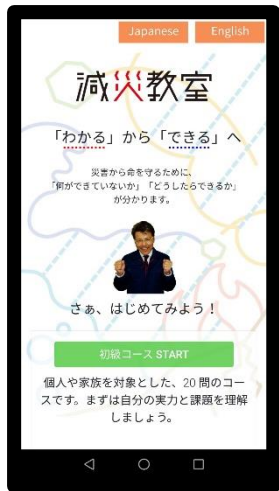 Japanese English
減災教室
「わかる」から「できる」へ
災害から命を守るために、
「何ができていないか」「どうしたらできるか」
が分かります。
さぁ、はじめてみよう！
初級コース START
個人や家族を対象とした、20 問のコー
スです。まずは自分の実力と課題を理解
しましょう。